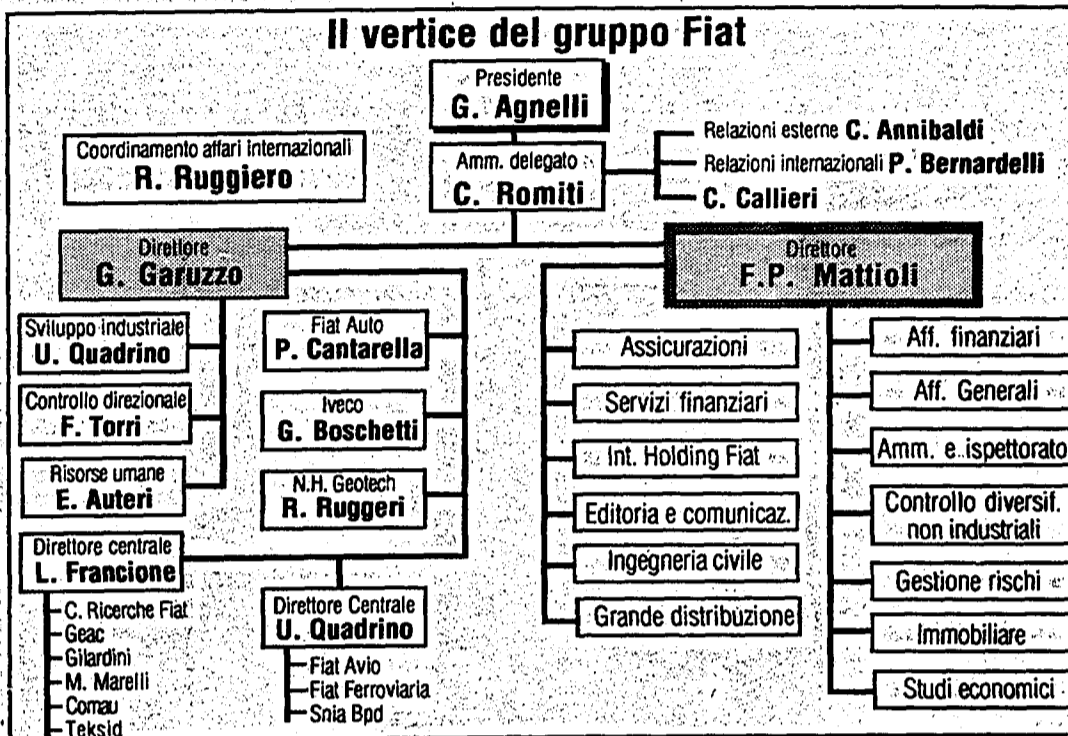 Il vertice del gruppo Fiat
Presidente
G. Agnelli
Coordinamento affari internazionali
R. Ruggiero
Amm. delegato
C. Romiti
Relazioni esterne C. Annibaldi
Relazioni internazionali P. Bernardelli
C. Callieri
Direttore
G. Garuzzo
Direttore
F.P. Mattioli
Sviluppo industriale
U. Quadrino
Controllo direzionale
F. Torri
Risorse umane
E. Auteri
Direttore centrale
L. Francione
C. Ricerche Fiat
Geac
Gilardini
M. Marelli
Comau
Teksid
Fiat Auto
P. Cantarella
Iveco
G. Boschetti
N.H. Geotech
R. Ruggeri
Direttore Centrale
U. Quadrino
Fiat Avio
Fiat Ferroviaria
Snia Bpd
Assicurazioni
Servizi finanziari
Int. Holding Fiat
Editoria e comunicaz.
Ingegneria civile
Grande distribuzione
Aff. finanziari
Aff. Generali
Amm. e ispettorato
Controllo diversif.
non industriali
Gestione rischi
Immobiliare
Studi economici